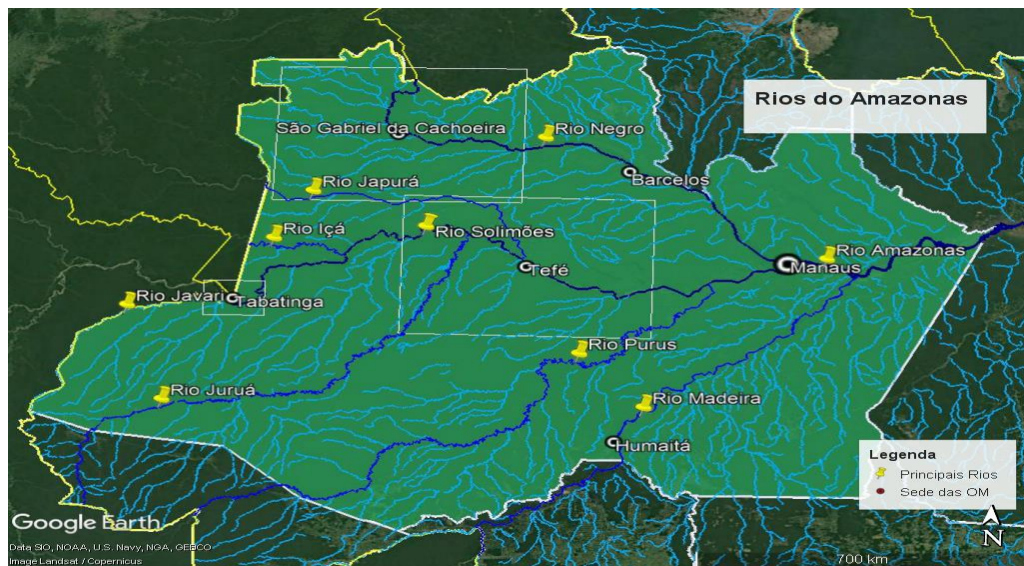 Rios do Amazonas
São Gabriel da Cachoeira
Rio Negro
Barcelos
Rio Japurá
Rio Içá
Rio Solimões
Tefé
Rio Amazonas
Manaus
Rio Javari
Tabatinga
Rio Purus
Rio Juruá
Rio Madeira
Humaitá
Legenda
Principais Rios
Sede das OM
Google Earth
N
Data SIO, NOAA, U.S. Navy, NGA, GEBCO
Image Landsat / Copernicus
700 km